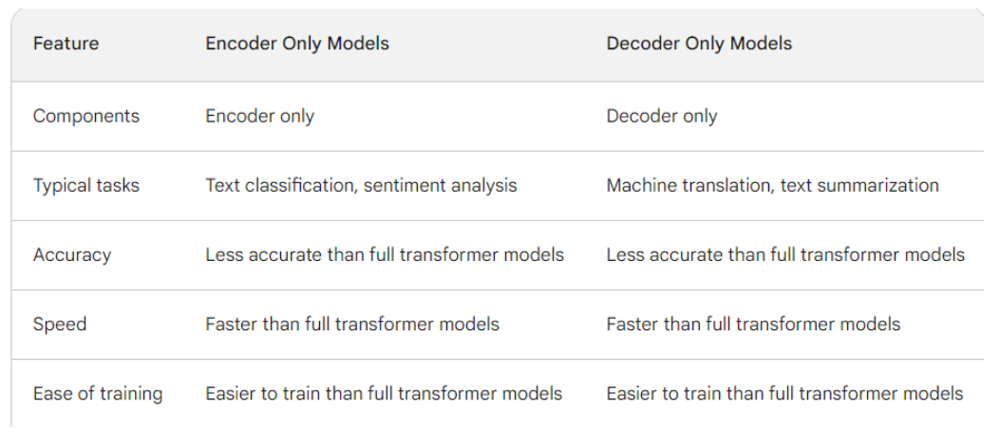 Feature Encoder Only Models Decoder Only Models
Components Encoder only Decoder only
Typical tasks Text classification, sentiment analysis Machine translation, text summarization
Accuracy Less accurate than full transformer models Less accurate than full transformer models
Speed Faster than full transformer models Faster than full transformer models
Ease of training Easier to train than full transformer models Easier to train than full transformer models